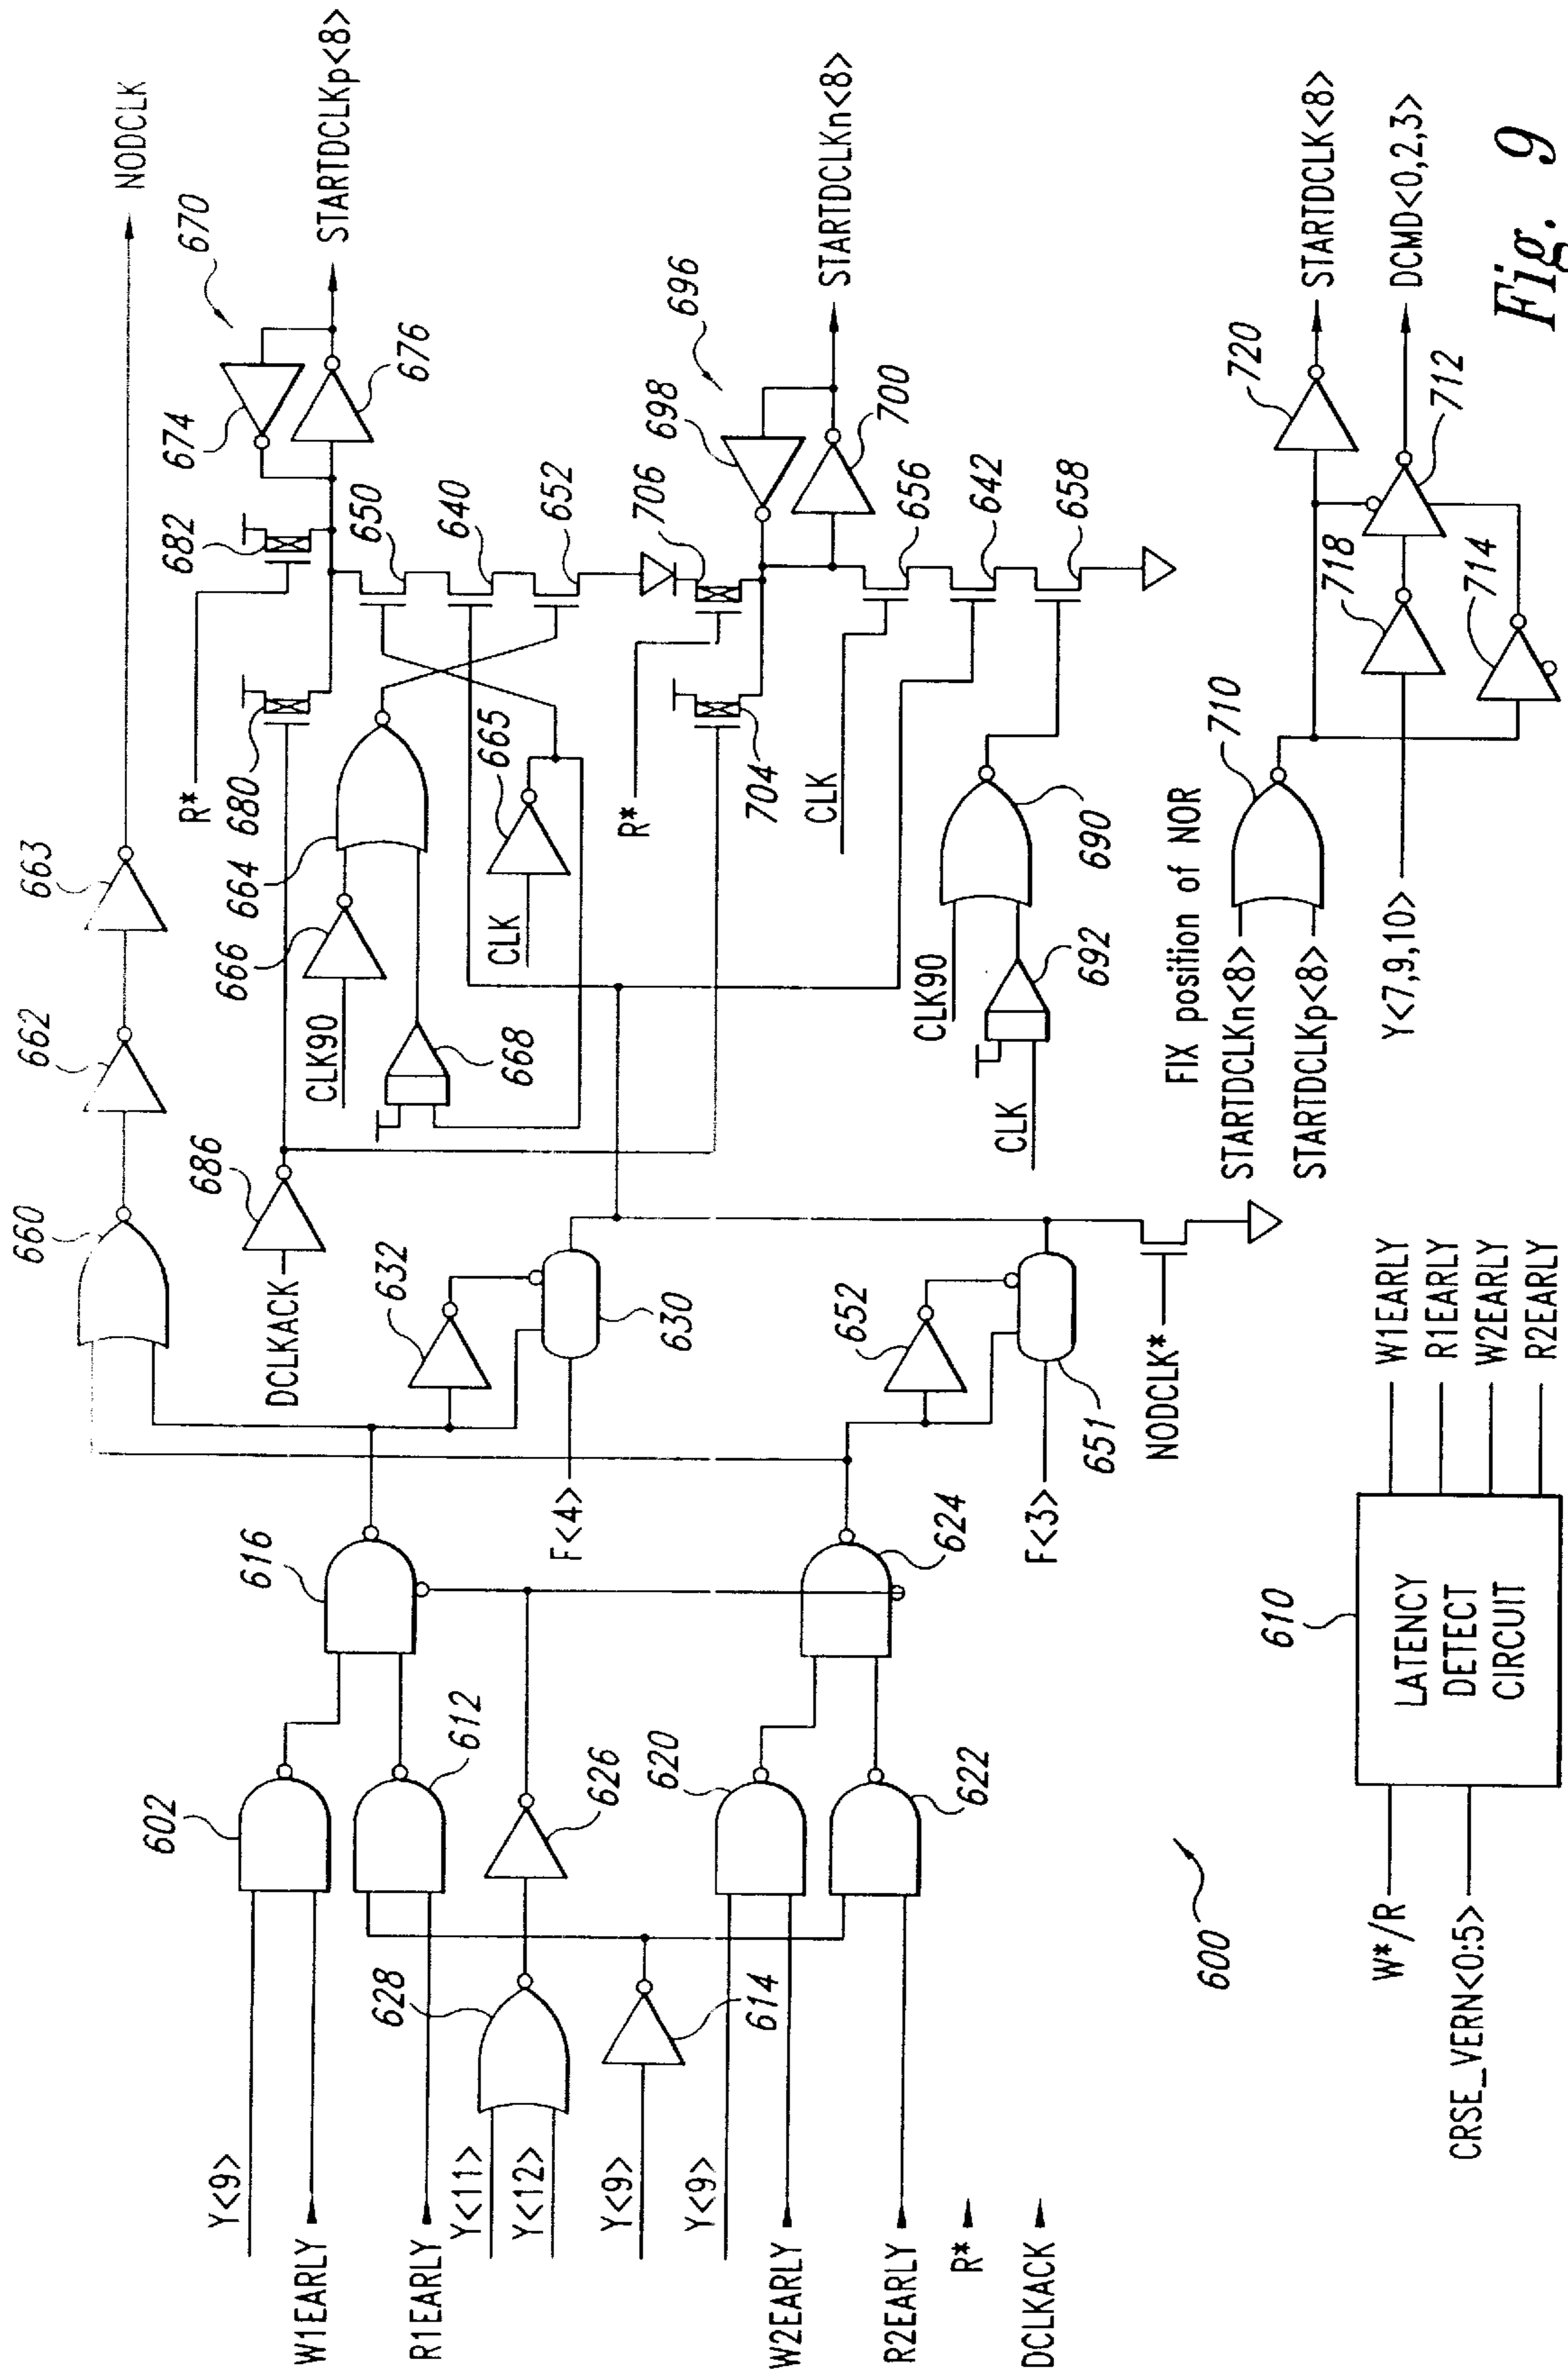 NODCLK
670
STARTDCLKp<8>
674
676
682
R*
680
663
662
660
686
DCLKACK
650
640
652
664
666
CLK90
665
CLK
668
632
630
F<4>
616
602
612
Y<9>
W1EARLY
R1EARLY
628
626
Y<11>
Y<12>
614
Y<9>
Y<9>
W2EARLY
R2EARLY
620
622
624
652
651
F<3>
NODCLK*
R*
DCLKACK
706
R*
704
696
698
700
STARTDCLKn<8>
CLK
656
642
658
CLK90
690
692
CLK
FIX position of NOR
STARTDCLKn<8>
STARTDCLKp<8>
710
720
STARTDCLK<8>
DCMD<0,2,3>
712
718
714
Y<7,9,10>
600
610
W*/R
CRSE_VERN<0:5>
LATENCY
DETECT
CIRCUIT
W1EARLY
R1EARLY
W2EARLY
R2EARLY
Fig. 9